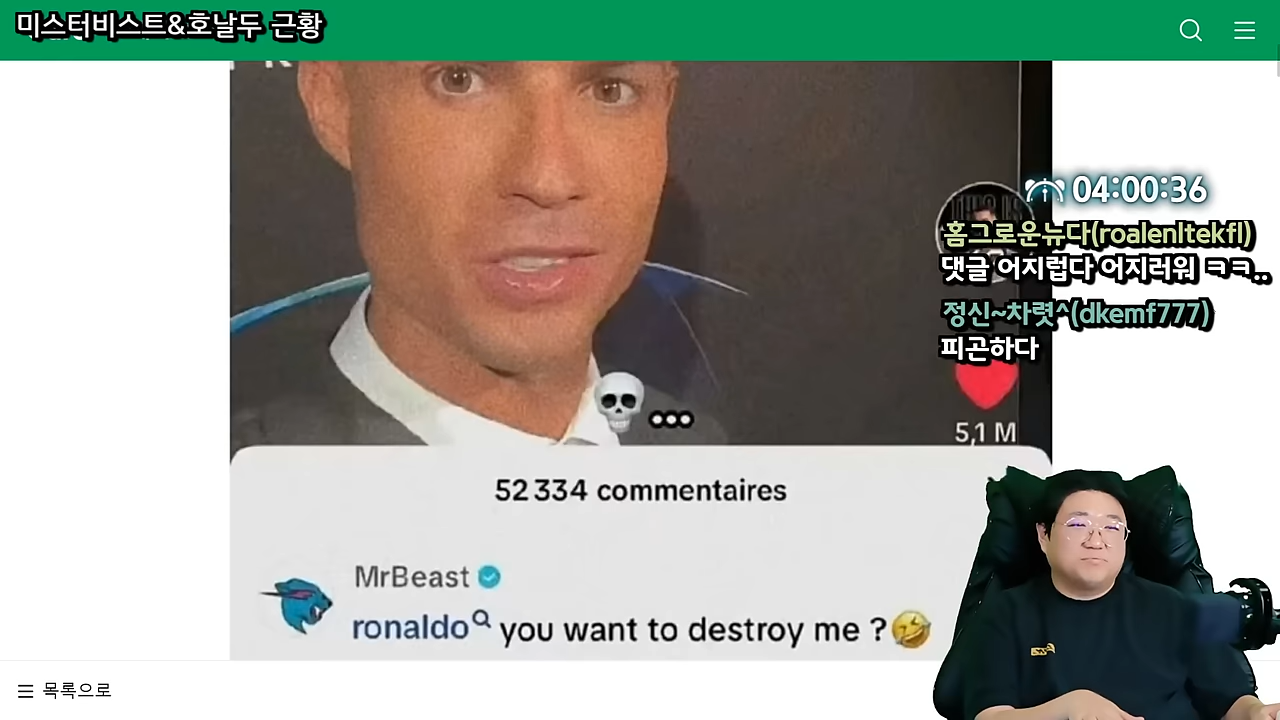 미스터비스트&호날두 근황
04:00:36
홈그로운뉴다(roalenltekfl)
댓글 어지럽다 어지러워 ㅋㅋ..
정신~차렷^(dkemf777)
피곤하다
5,1 M
52 334 commentaires
MrBeast
ronaldo you want to destroy me ?🤣
목록으로